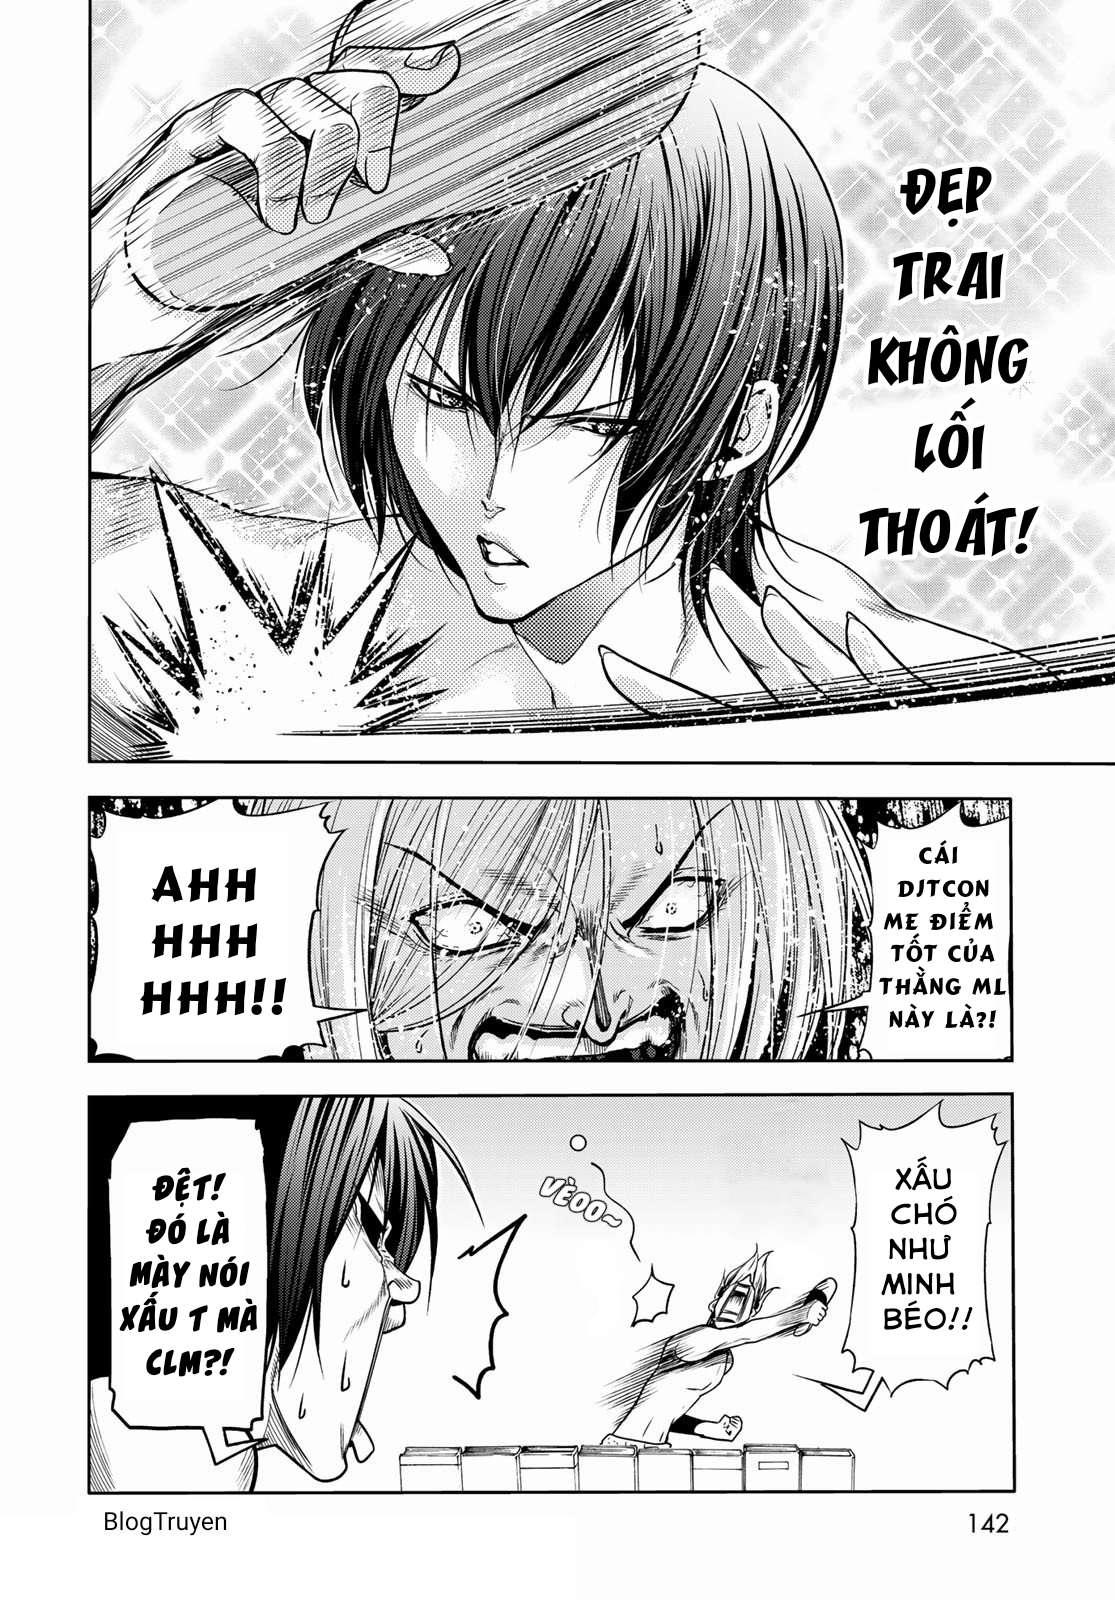 ĐẸP
TRAI
KHÔNG
LỐI
THOÁT!
CÁI
DJTCON
MẸ ĐIỂM
TỐT CỦA
THẰNG ML
NÀY LÀ?!
AHH
HHH
HHH!!
XẤU
CHÓ
NHƯ
MINH
BÉO!!
VÈOO~
ĐỆT!
ĐÓ LÀ
MÀY NÓI
XẤU T MÀ
CLM?!
BlogTruyen
142